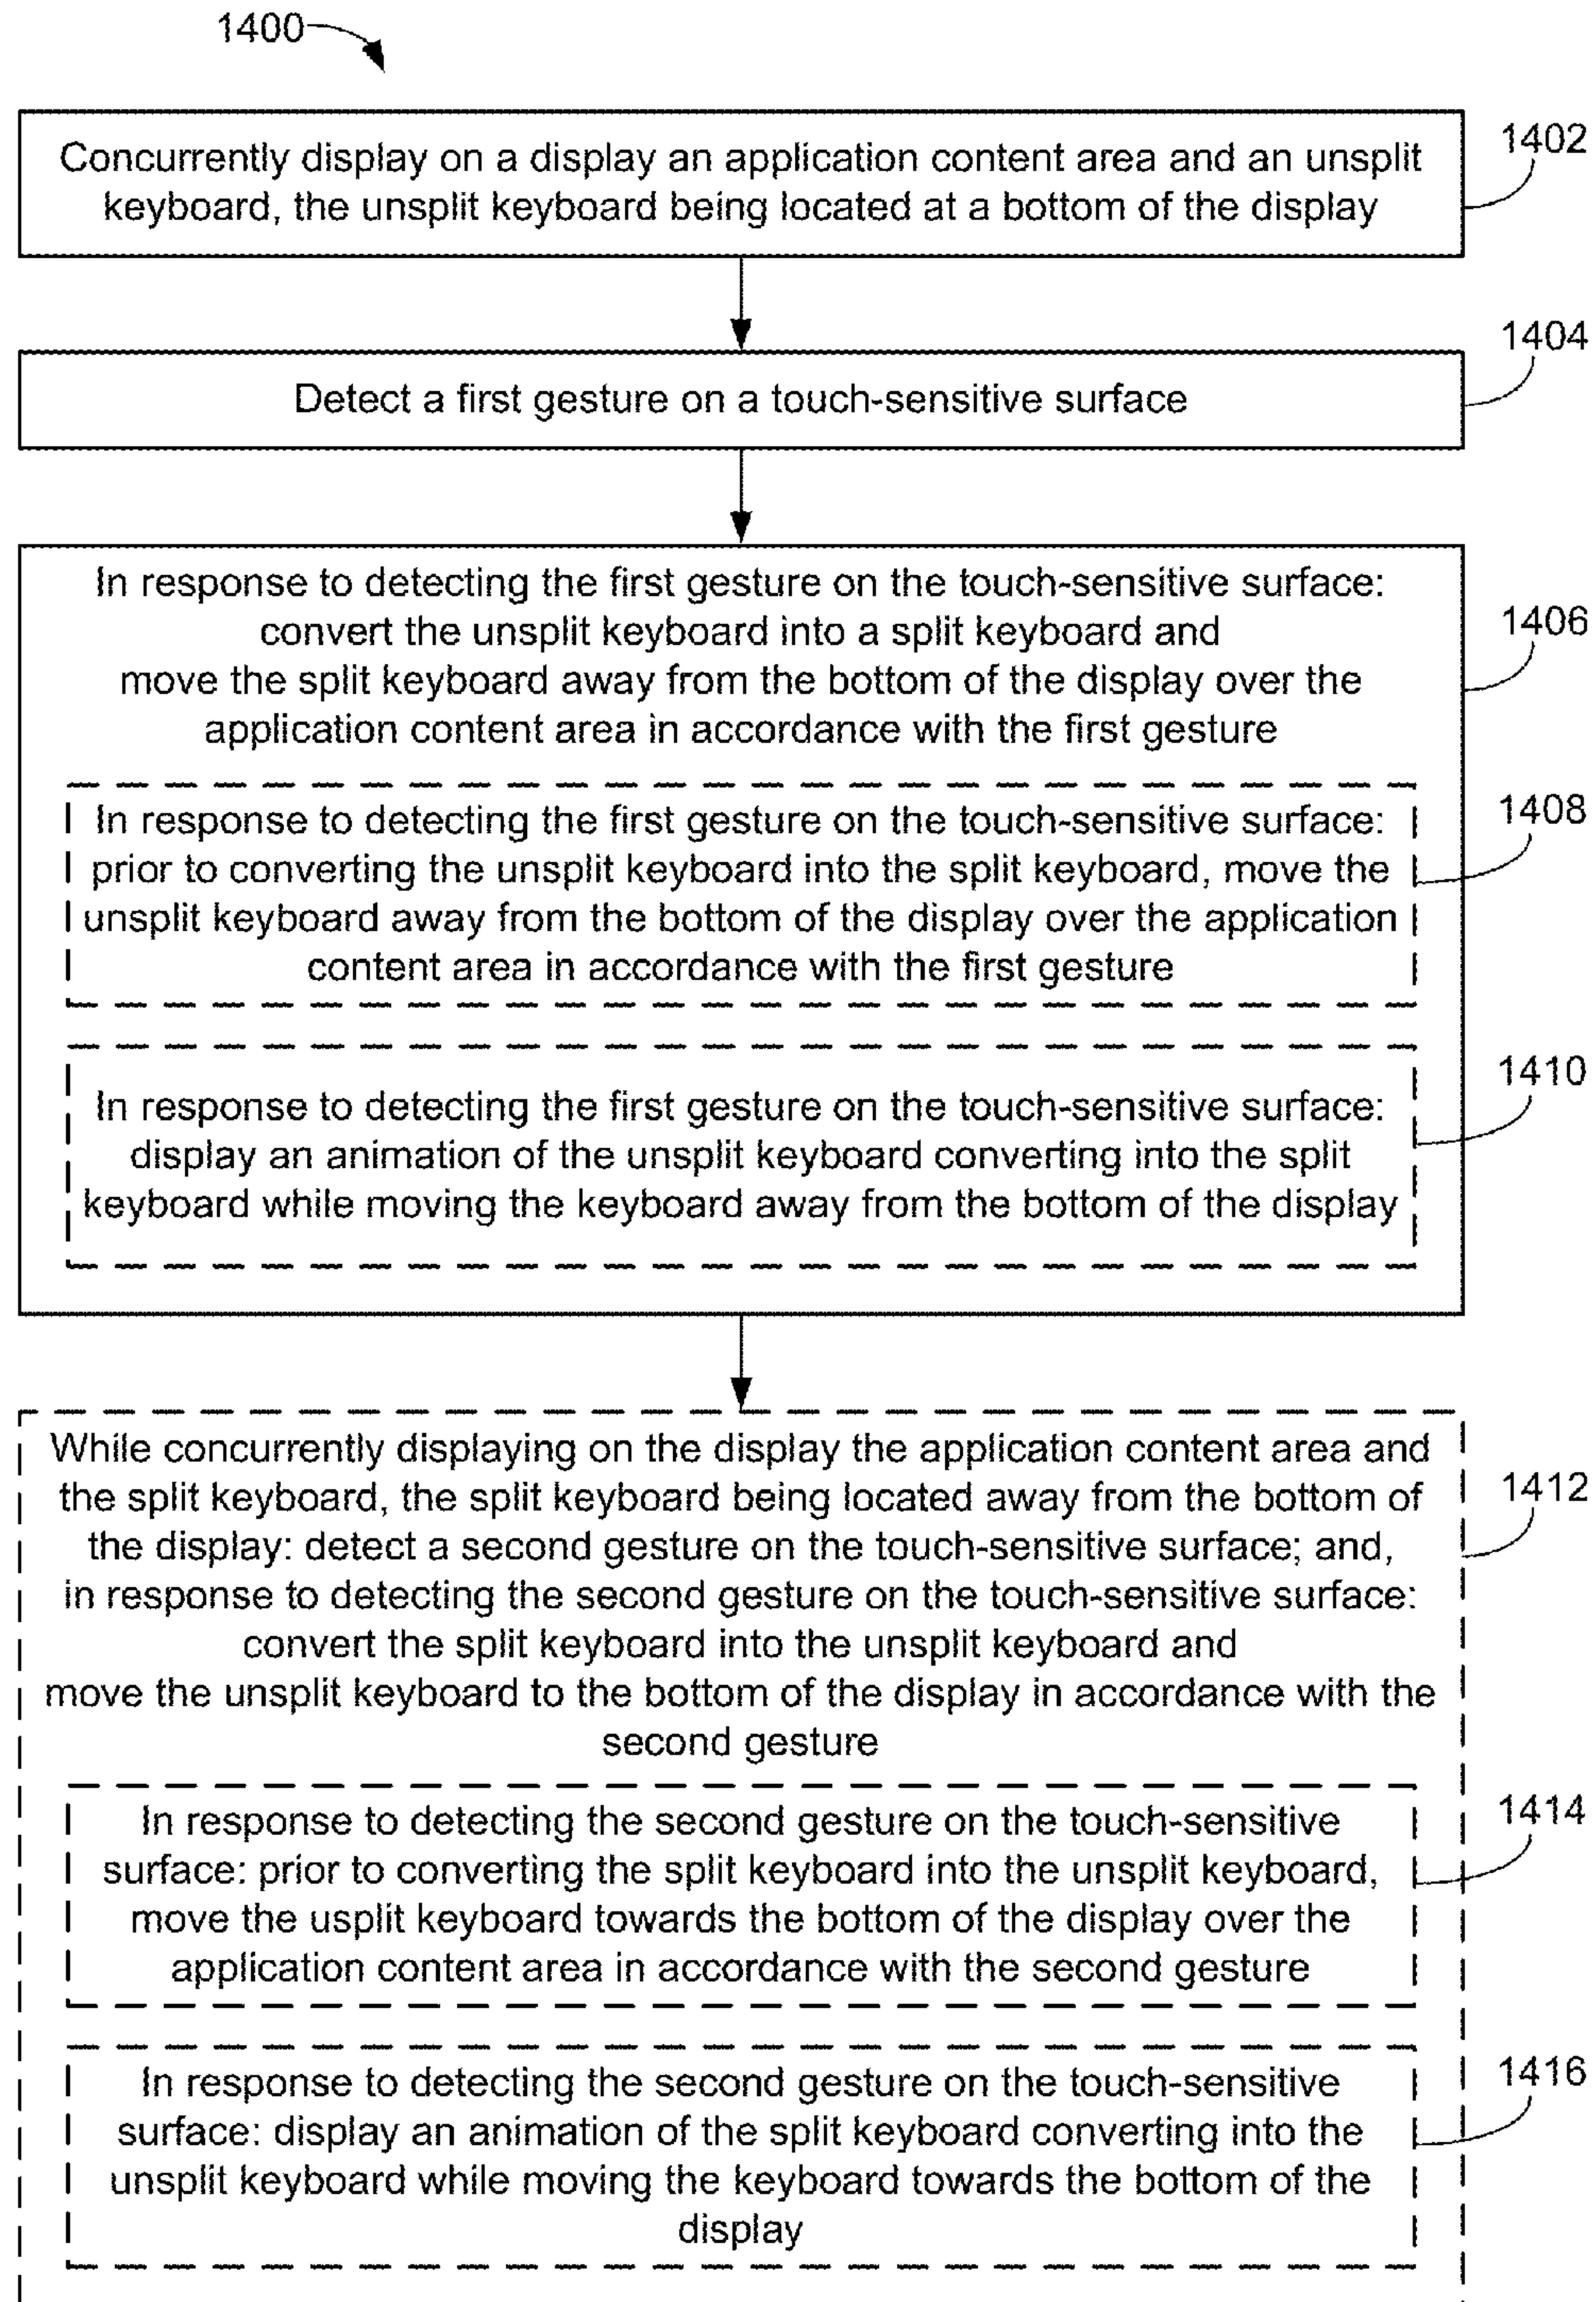 1400
Concurrently display on a display an application content area and an unsplit
keyboard, the unsplit keyboard being located at a bottom of the display
1402
Detect a first gesture on a touch-sensitive surface
1404
In response to detecting the first gesture on the touch-sensitive surface:
convert the unsplit keyboard into a split keyboard and
move the split keyboard away from the bottom of the display over the
application content area in accordance with the first gesture
1406
In response to detecting the first gesture on the touch-sensitive surface:
prior to converting the unsplit keyboard into the split keyboard, move the
unsplit keyboard away from the bottom of the display over the application
content area in accordance with the first gesture
1408
In response to detecting the first gesture on the touch-sensitive surface:
display an animation of the unsplit keyboard converting into the split
keyboard while moving the keyboard away from the bottom of the display
1410
While concurrently displaying on the display the application content area and
the split keyboard, the split keyboard being located away from the bottom of
the display: detect a second gesture on the touch-sensitive surface; and,
in response to detecting the second gesture on the touch-sensitive surface:
convert the split keyboard into the unsplit keyboard and
move the unsplit keyboard to the bottom of the display in accordance with the
second gesture
1412
In response to detecting the second gesture on the touch-sensitive
surface: prior to converting the split keyboard into the unsplit keyboard,
move the usplit keyboard towards the bottom of the display over the
application content area in accordance with the second gesture
1414
In response to detecting the second gesture on the touch-sensitive
surface: display an animation of the split keyboard converting into the
unsplit keyboard while moving the keyboard towards the bottom of the
display
1416